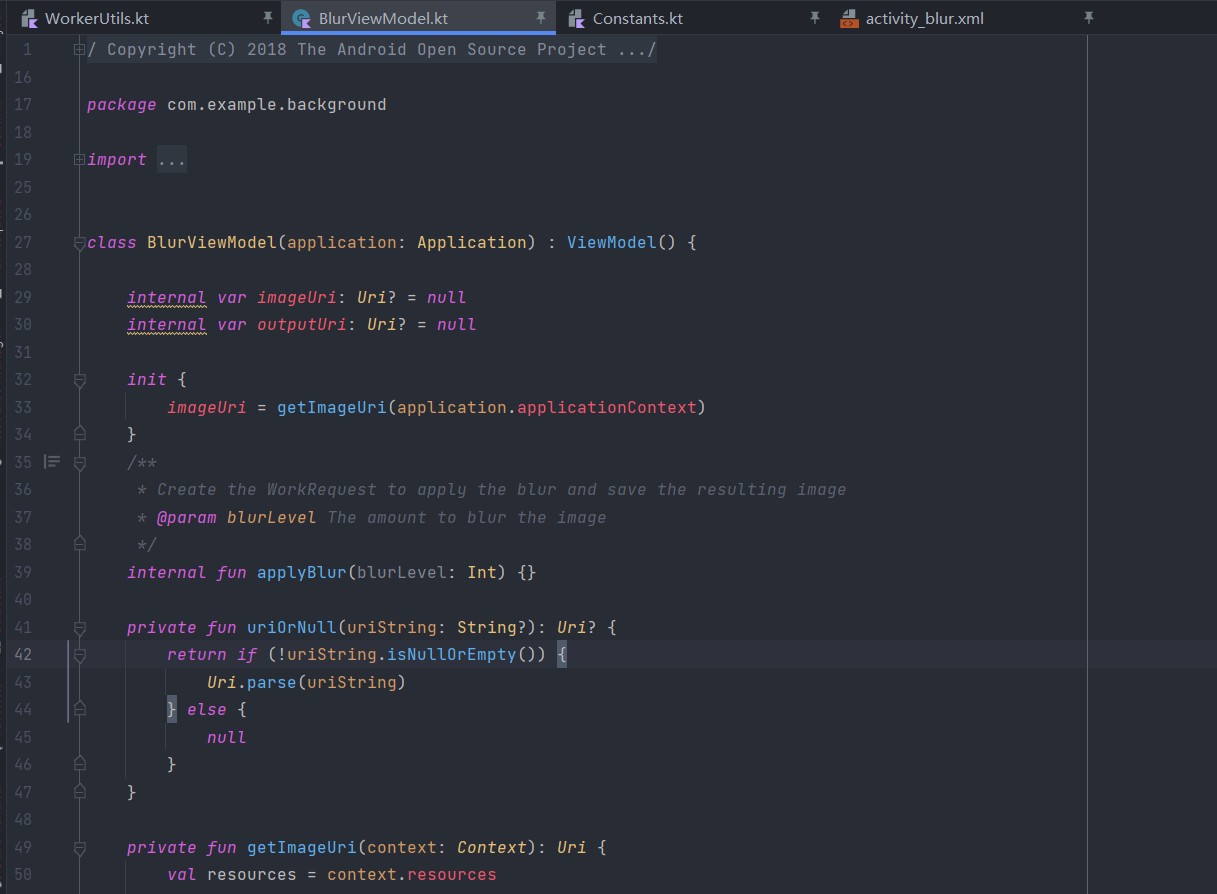 WorkerUtils.kt BlurViewModel.kt Constants.kt activity_blur.xml
1 / Copyright (C) 2018 The Android Open Source Project .../
16
17 package com.example.background
18
19 import ...
25
26
27 class BlurViewModel(application: Application) : ViewModel() {
28
29     internal var imageUri: Uri? = null
30     internal var outputUri: Uri? = null
31
32     init {
33         imageUri = getImageUri(application.applicationContext)
34     }
35     /**
36      * Create the WorkRequest to apply the blur and save the resulting image
37      * @param blurLevel The amount to blur the image
38      */
39     internal fun applyBlur(blurLevel: Int) {}
40
41     private fun uriOrNull(uriString: String?): Uri? {
42         return if (!uriString.isNullOrEmpty()) {
43             Uri.parse(uriString)
44         } else {
45             null
46         }
47     }
48
49     private fun getImageUri(context: Context): Uri {
50         val resources = context.resources